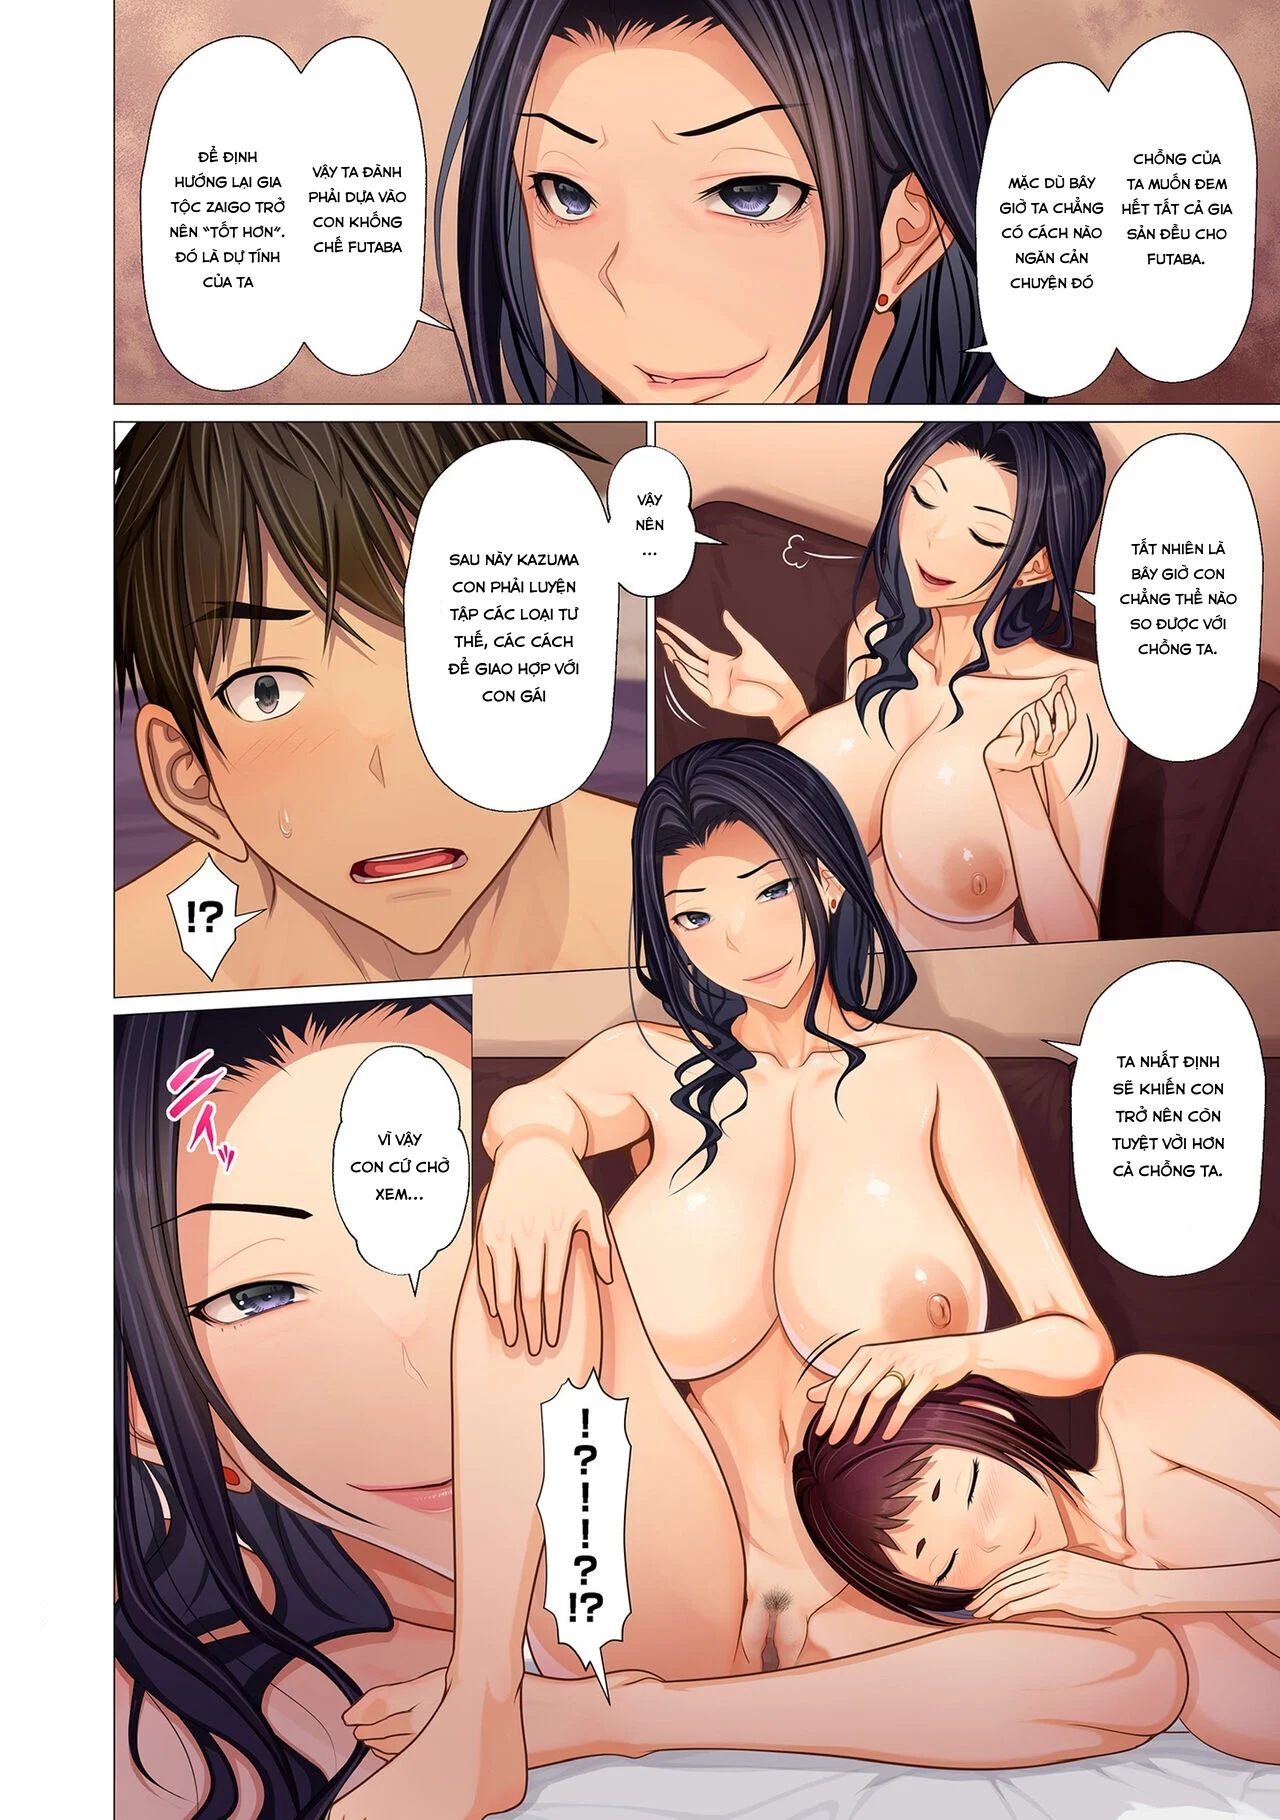 CHỒNG CỦA
TA MUỐN ĐEM
HẾT TẤT CẢ GIA
SẢN ĐỀU CHO
FUTABA.
MẶC DÙ BÂY
GIỜ TA CHẲNG
CÓ CÁCH NÀO
NGĂN CẢN
CHUYỆN ĐÓ
VẬY TA ĐÀNH
PHẢI DỰA VÀO
CON KHỐNG
CHẾ FUTABA
ĐỂ ĐỊNH
HƯỚNG LẠI GIA
TỘC ZAIGO TRỞ
NÊN "TỐT HƠN".
ĐÓ LÀ DỰ TÍNH
CỦA TA
TẤT NHIÊN LÀ
BÂY GIỜ CON
CHẲNG THỂ NÀO
SO ĐƯỢC VỚI
CHỒNG TA.
VẬY
NÊN
...
SAU NÀY KAZUMA
CON PHẢI LUYỆN
TẬP CÁC LOẠI TƯ
THẾ, CÁC CÁCH
ĐỂ GIAO HỢP VỚI
CON GÁI
!?
TA NHẤT ĐỊNH
SẼ KHIẾN CON
TRỞ NÊN CÒN
TUYỆT VỜI HƠN
CẢ CHỒNG TA.
!
?
!
!
?
!?
VÌ VẬY
CON CỨ CHỜ
XEM...
ニイッ